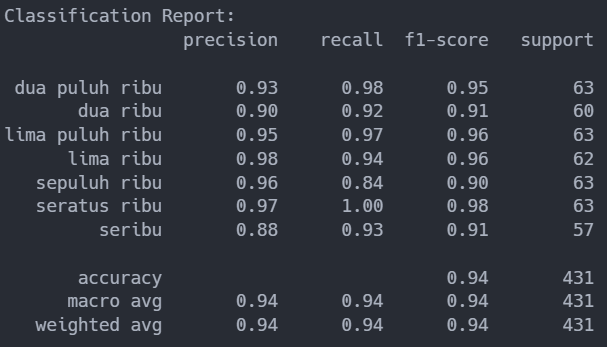 Classification Report:
precision recall f1-score support
dua puluh ribu 0.93 0.98 0.95 63
dua ribu 0.90 0.92 0.91 60
lima puluh ribu 0.95 0.97 0.96 63
lima ribu 0.98 0.94 0.96 62
sepuluh ribu 0.96 0.84 0.90 63
seratus ribu 0.97 1.00 0.98 63
seribu 0.88 0.93 0.91 57
accuracy 0.94 431
macro avg 0.94 0.94 0.94 431
weighted avg 0.94 0.94 0.94 431